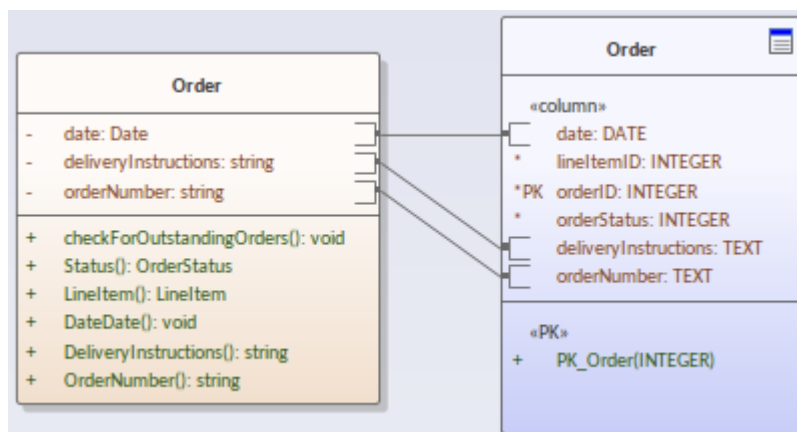 Order
- date: Date
- deliveryInstructions: string
- orderNumber: string
+ checkForOutstandingOrders(): void
+ Status(): OrderStatus
+ LineItem(): LineItem
+ DateDate(): void
+ DeliveryInstructions(): string
+ OrderNumber(): string
Order
«column»
date: DATE
* lineItemID: INTEGER
*PK orderID: INTEGER
* orderStatus: INTEGER
deliveryInstructions: TEXT
orderNumber: TEXT
«PK»
+ PK_Order(INTEGER)